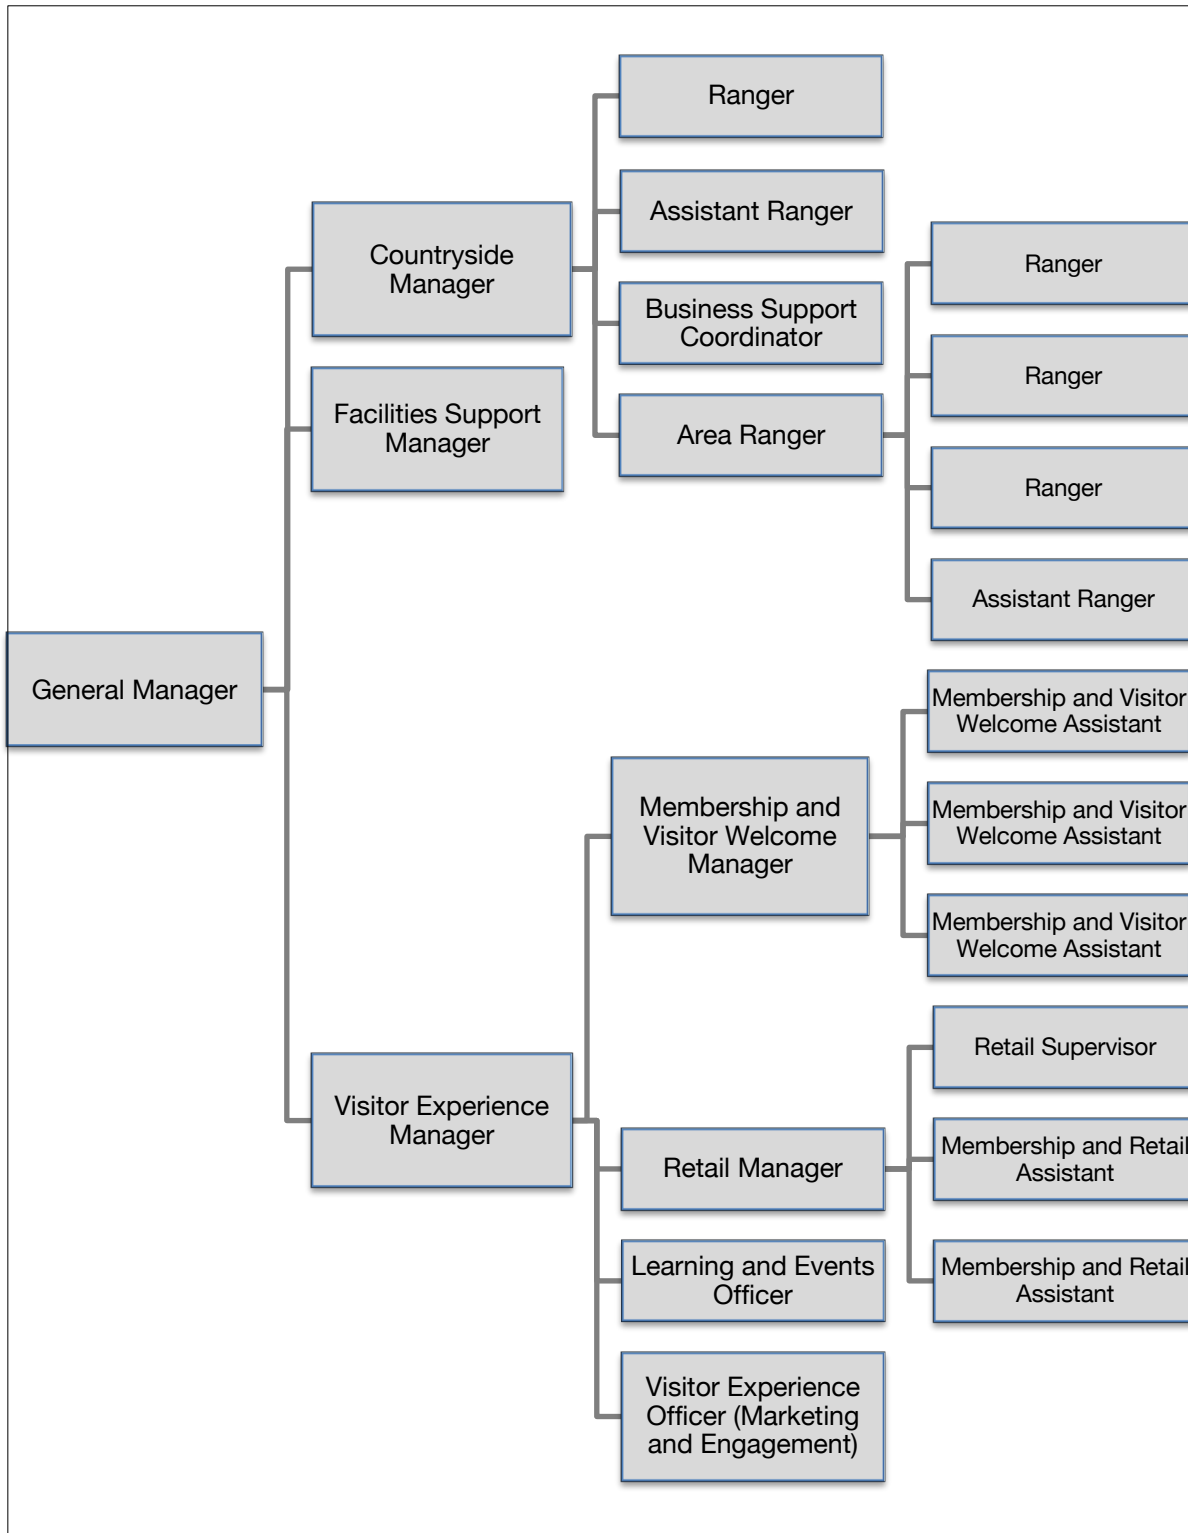 Ranger
Assistant Ranger
Countryside
Manager
Ranger
Business Support
Coordinator
Ranger
Facilities Support
Manager
Area Ranger
Ranger
Assistant Ranger
General Manager
Membership and Visitor
Welcome Assistant
Membership and
Visitor Welcome
Manager
Membership and Visitor
Welcome Assistant
Membership and Visitor
Welcome Assistant
Retail Supervisor
Visitor Experience
Manager
Retail Manager
Membership and Retail
Assistant
Learning and Events
Officer
Membership and Retail
Assistant
Visitor Experience
Officer (Marketing
and Engagement)